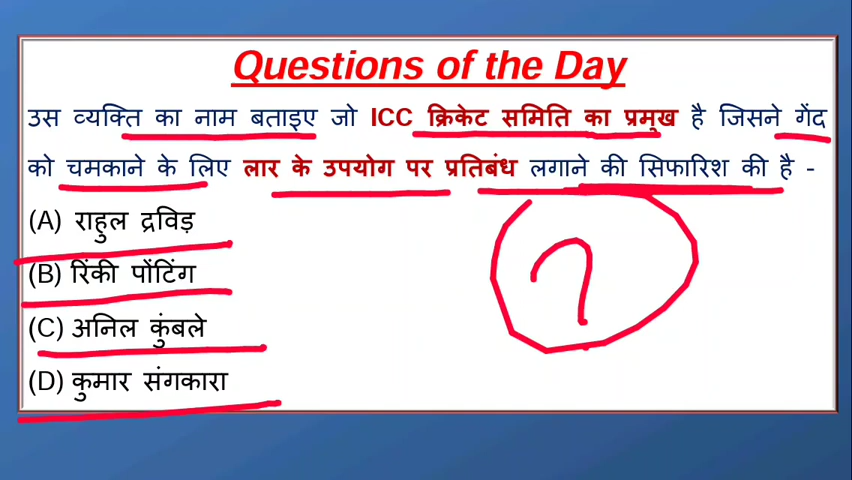 Questions of the Day
उस व्यक्ति का नाम बताइए जो ICC क्रिकेट समिति का प्रमुख है जिसने गेंद
को चमकाने के लिए लार के उपयोग पर प्रतिबंध लगाने की सिफारिश की है -
(A) राहुल द्रविड़
(B) रिंकी पोंटिंग
(C) अनिल कुंबले
(D) कुमार संगकारा
?